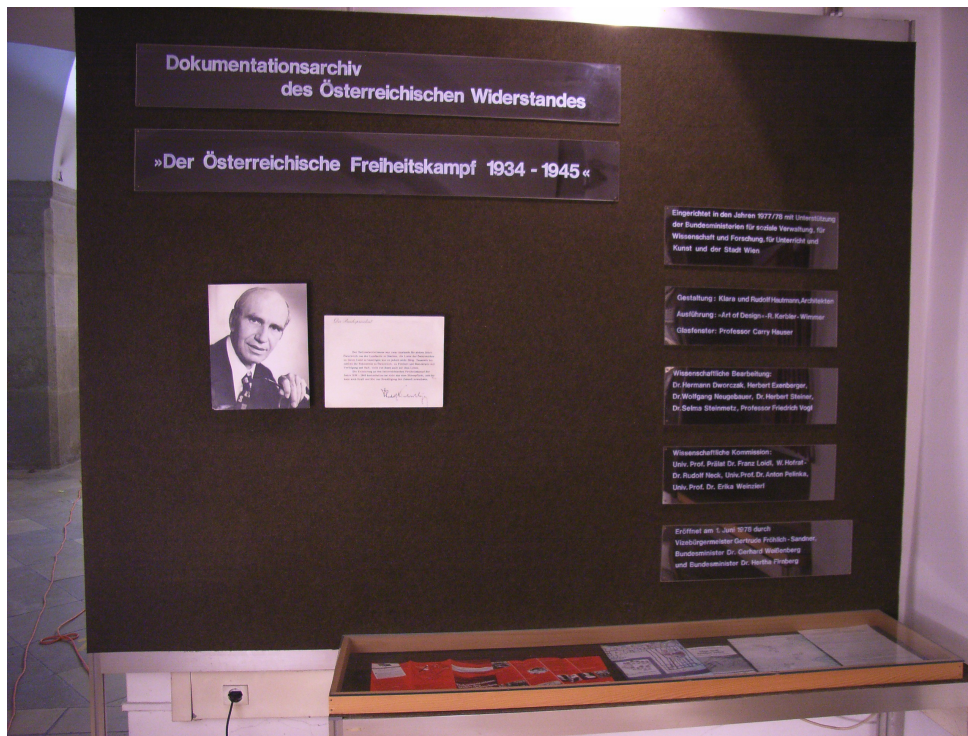 Dokumentationsarchiv
des Österreichischen Widerstandes
»Der Österreichische Freiheitskampf 1934 - 1945«
Eingerichtet in den Jahren 1977/78 mit Unterstützung
der Bundesministerien für soziale Verwaltung, für
Wissenschaft und Forschung, für Unterricht und
Kunst und der Stadt Wien
Gestaltung: Klara und Rudolf Hautmann, Architekten
Ausführung: »Art of Design«-R. Kerbler-Wimmer
Glasfenster: Professor Carry Hauser
Wissenschaftliche Bearbeitung:
Dr. Hermann Dworczak, Herbert Exenberger,
Dr. Wolfgang Neugebauer, Dr. Herbert Steiner,
Dr. Selma Steinmetz, Professor Friedrich Vogl
Wissenschaftliche Kommission:
Univ. Prof. Prälat Dr. Franz Loidl, W. Hofrat-
Dr. Rudolf Neck, Univ. Prof. Dr. Anton Pelinka,
Univ. Prof. Dr. Erika Weinzierl
Eröffnet am 1. Juni 1978 durch
Vizebürgermeister Gertrude Fröhlich-Sandner,
Bundesminister Dr. Gerhard Weißenberg
und Bundesminister Dr. Hertha Firnberg